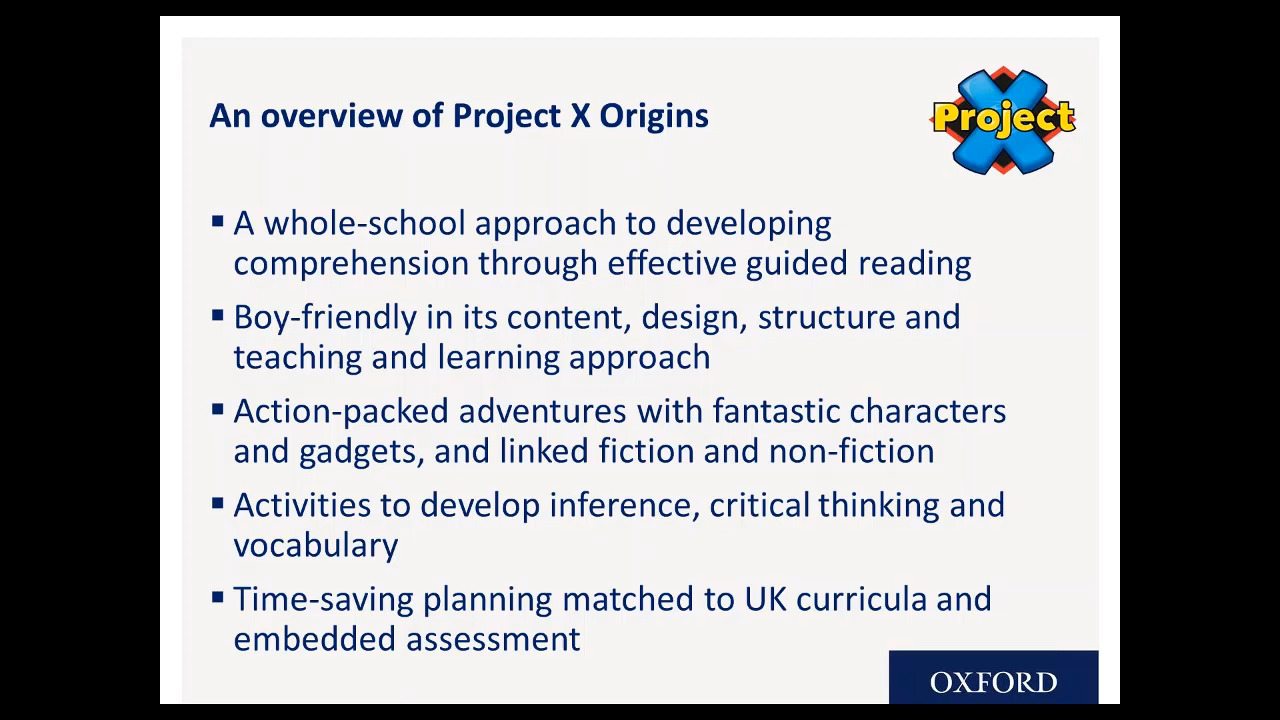 An overview of Project X Origins
Project X
▪ A whole-school approach to developing
comprehension through effective guided reading
▪ Boy-friendly in its content, design, structure and
teaching and learning approach
▪ Action-packed adventures with fantastic characters
and gadgets, and linked fiction and non-fiction
▪ Activities to develop inference, critical thinking and
vocabulary
▪ Time-saving planning matched to UK curricula and
embedded assessment
OXFORD